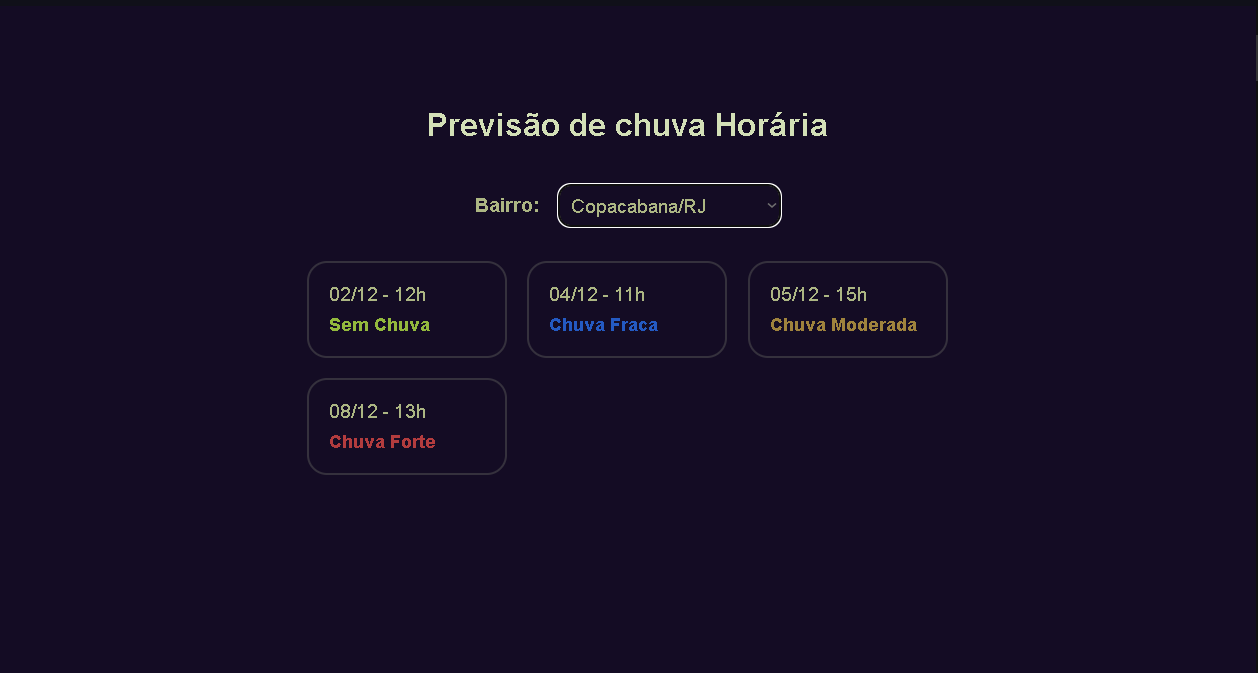 Previsão de chuva Horária
Bairro: Copacabana/RJ
02/12 - 12h
Sem Chuva
04/12 - 11h
Chuva Fraca
05/12 - 15h
Chuva Moderada
08/12 - 13h
Chuva Forte